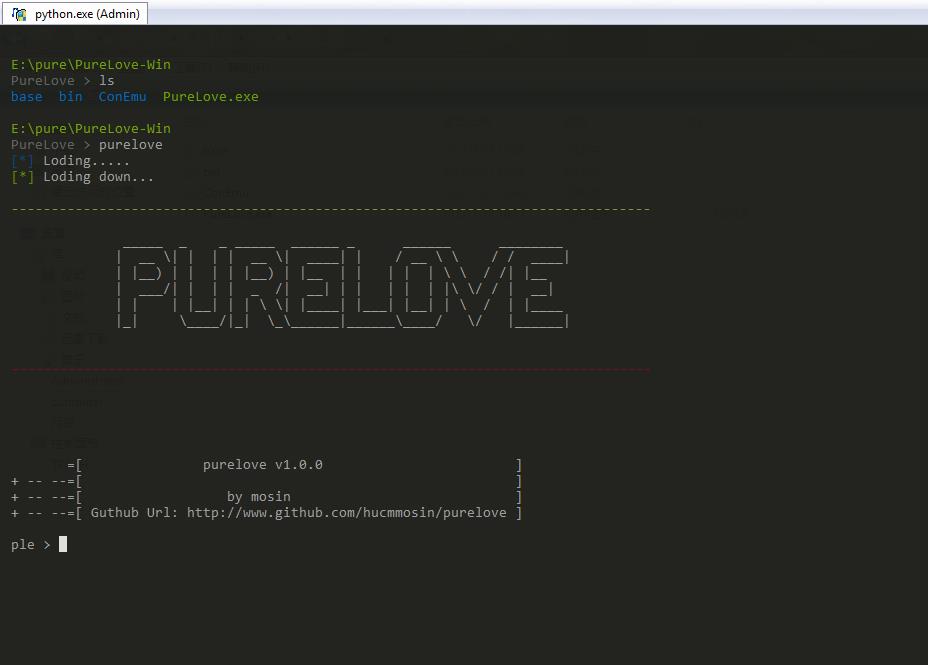 python.exe (Admin)
E:\pure\PureLove-Win
PureLove > ls
base bin ConEmu PureLove.exe
E:\pure\PureLove-Win
PureLove > purelove
[*] Loding.....
[*] Loding down...
PURELOVE
=[ purelove v1.0.0 ]
+ -- --=[ ]
+ -- --=[ by mosin ]
+ -- --=[ Guthub Url: http://www.github.com/hucmmosin/purelove ]
ple >